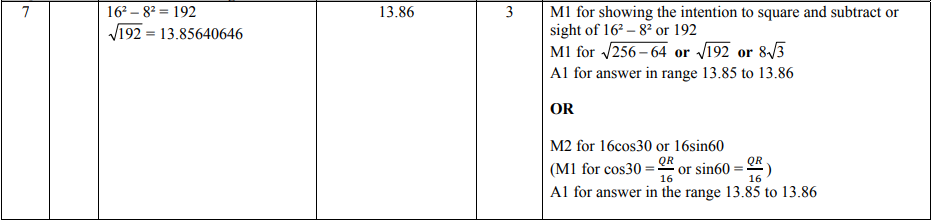 7 16² – 8² = 192 13.86 3 M1 for showing the intention to square and subtract or
√192 = 13.85640646 sight of 16² – 8² or 192
M1 for √256 – 64 or √192 or 8√3
A1 for answer in range 13.85 to 13.86
OR
M2 for 16cos30 or 16sin60
(M1 for cos30 = QR/16 or sin60 = QR/16 )
A1 for answer in the range 13.85 to 13.86